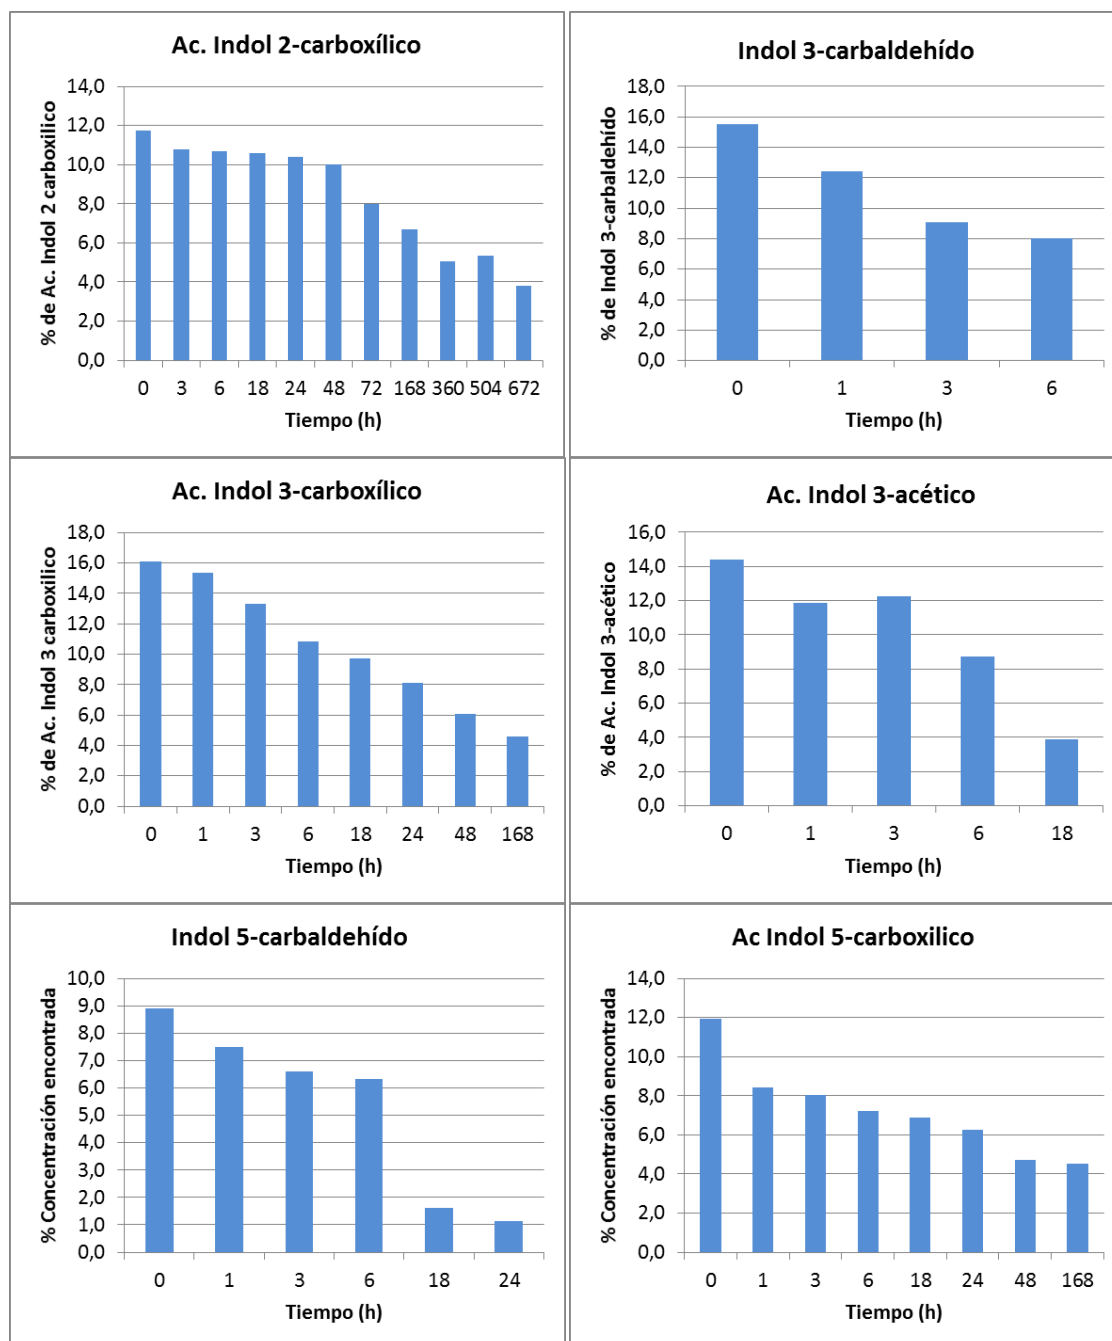 Ac. Indol 2-carboxílico
% de Ac. Indol 2 carboxilico
14,0
12,0
10,0
8,0
6,0
4,0
2,0
0,0
0 3 6 18 24 48 72 168 360 504 672
Tiempo (h)
Indol 3-carbaldehído
% de Indol 3-carbaldehído
18,0
16,0
14,0
12,0
10,0
8,0
6,0
4,0
2,0
0,0
0 1 3 6
Tiempo (h)
Ac. Indol 3-carboxílico
% de Ac. Indol 3 carboxilico
18,0
16,0
14,0
12,0
10,0
8,0
6,0
4,0
2,0
0,0
0 1 3 6 18 24 48 168
Tiempo (h)
Ac. Indol 3-acético
% de Ac. Indol 3-acético
16,0
14,0
12,0
10,0
8,0
6,0
4,0
2,0
0,0
0 1 3 6 18
Tiempo (h)
Indol 5-carbaldehído
% Concentración encontrada
10,0
9,0
8,0
7,0
6,0
5,0
4,0
3,0
2,0
1,0
0,0
0 1 3 6 18 24
Tiempo (h)
Ac Indol 5-carboxilico
% Concentración encontrada
14,0
12,0
10,0
8,0
6,0
4,0
2,0
0,0
0 1 3 6 18 24 48 168
Tiempo (h)